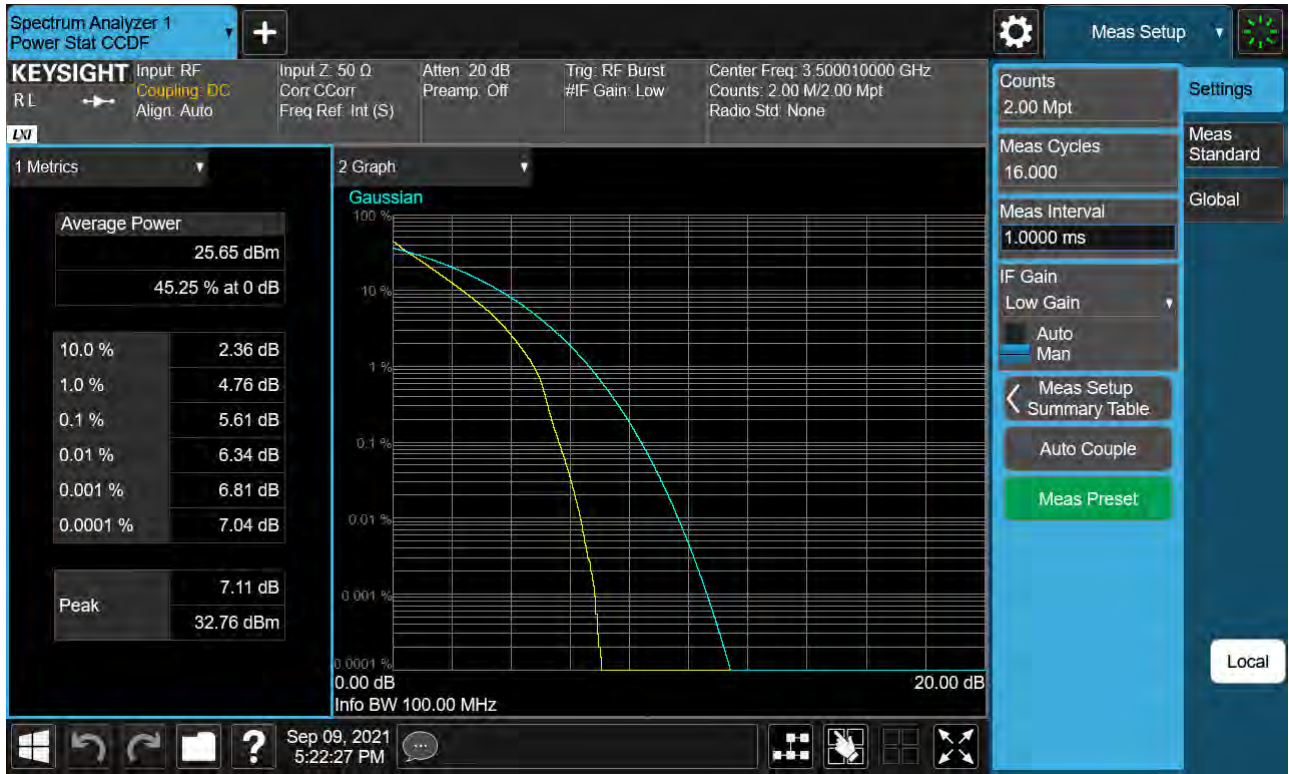 Spectrum Analyzer 1
Power Stat CCDF
Meas Setup
KEYSIGHT
RL
LXI
Input: RF
Coupling: DC
Align: Auto
Input Z: 50 Ω
Corr CCorr
Freq Ref: Int (S)
Atten: 20 dB
Preamp: Off
Trig: RF Burst
#IF Gain: Low
Center Freq: 3.500010000 GHz
Counts: 2.00 M/2.00 Mpt
Radio Std: None
1 Metrics
Average Power
25.65 dBm
45.25 % at 0 dB
10.0 % 2.36 dB
1.0 % 4.76 dB
0.1 % 5.61 dB
0.01 % 6.34 dB
0.001 % 6.81 dB
0.0001 % 7.04 dB
Peak
7.11 dB
32.76 dBm
2 Graph
Gaussian
100 %
10 %
1 %
0.1 %
0.01 %
0.001 %
0.0001 %
0.00 dB 20.00 dB
Info BW 100.00 MHz
Counts
2.00 Mpt
Meas Cycles
16.000
Meas Interval
1.0000 ms
IF Gain
Low Gain
Auto
Man
Meas Setup
Summary Table
Auto Couple
Meas Preset
Settings
Meas
Standard
Global
Local
?
Sep 09, 2021
5:22:27 PM